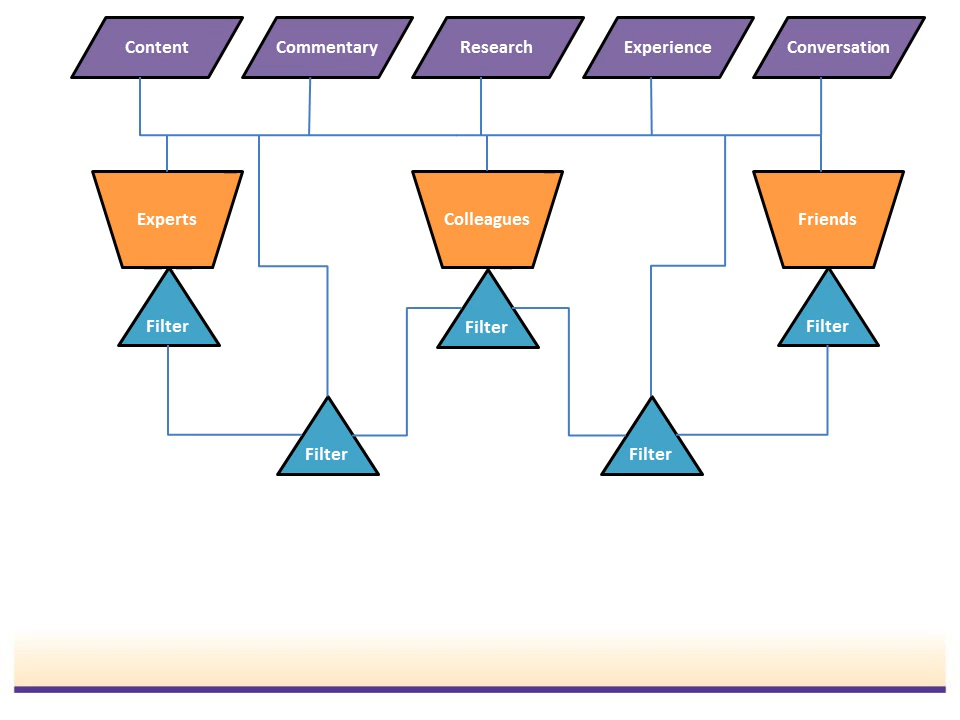 Content
Commentary
Research
Experience
Conversation
Experts
Colleagues
Friends
Filter
Filter
Filter
Filter
Filter